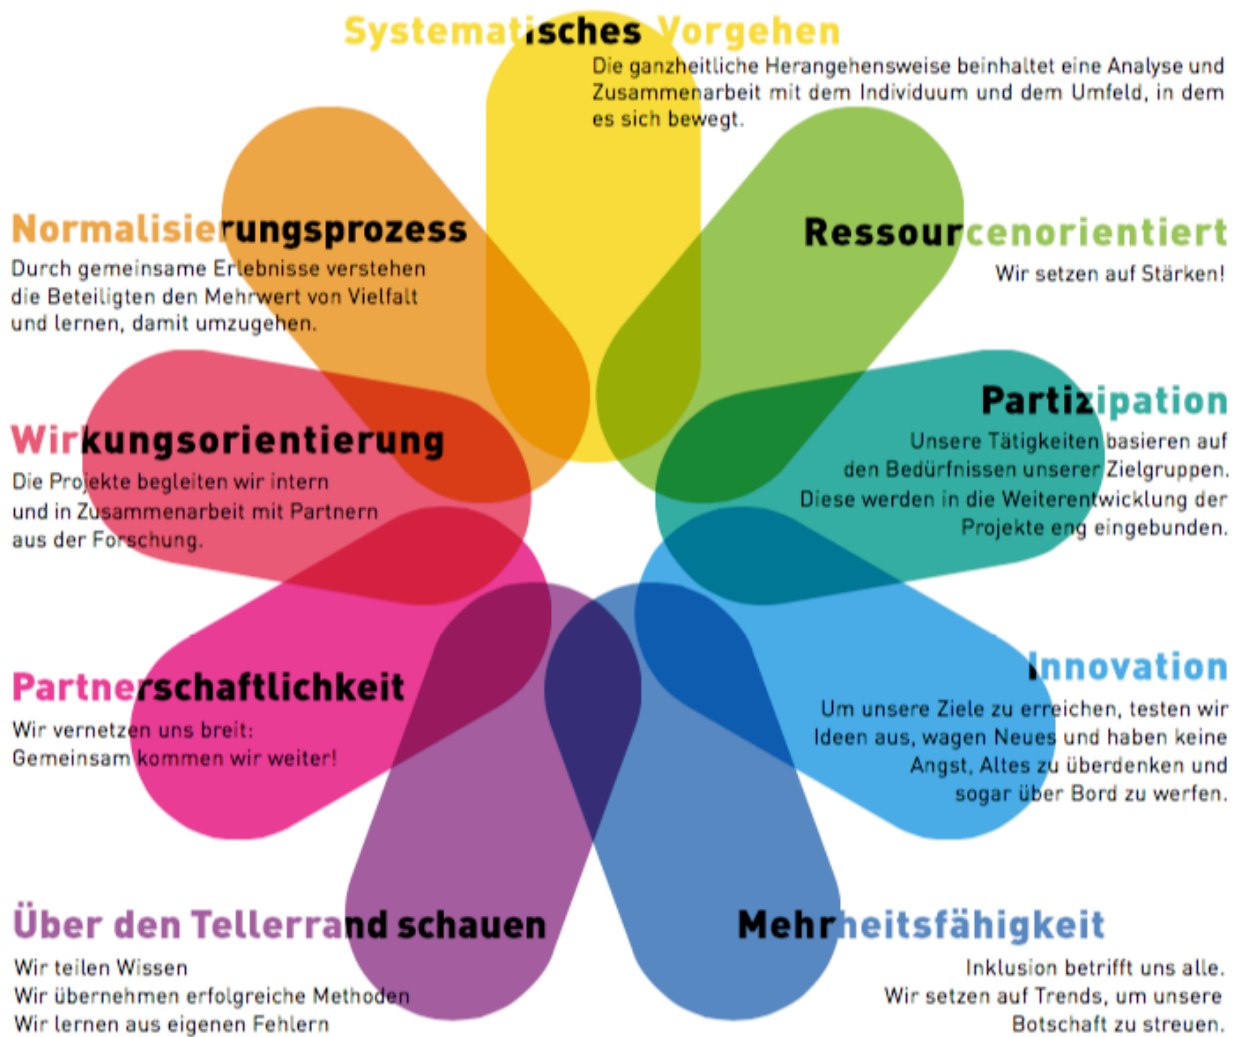 Systematisches Vorgehen
Die ganzheitliche Herangehensweise beinhaltet eine Analyse und
Zusammenarbeit mit dem Individuum und dem Umfeld, in dem
es sich bewegt.
Ressourcenorientiert
Wir setzen auf Stärken!
Partizipation
Unsere Tätigkeiten basieren auf
den Bedürfnissen unserer Zielgruppen.
Diese werden in die Weiterentwicklung der
Projekte eng eingebunden.
Innovation
Um unsere Ziele zu erreichen, testen wir
Ideen aus, wagen Neues und haben keine
Angst, Altes zu überdenken und
sogar über Bord zu werfen.
Mehrheitsfähigkeit
Inklusion betrifft uns alle.
Wir setzen auf Trends, um unsere
Botschaft zu streuen.
Über den Tellerrand schauen
Wir teilen Wissen
Wir übernehmen erfolgreiche Methoden
Wir lernen aus eigenen Fehlern
Partnerschaftlichkeit
Wir vernetzen uns breit:
Gemeinsam kommen wir weiter!
Wirkungsorientierung
Die Projekte begleiten wir intern
und in Zusammenarbeit mit Partnern
aus der Forschung.
Normalisierungsprozess
Durch gemeinsame Erlebnisse verstehen
die Beteiligten den Mehrwert von Vielfalt
und lernen, damit umzugehen.